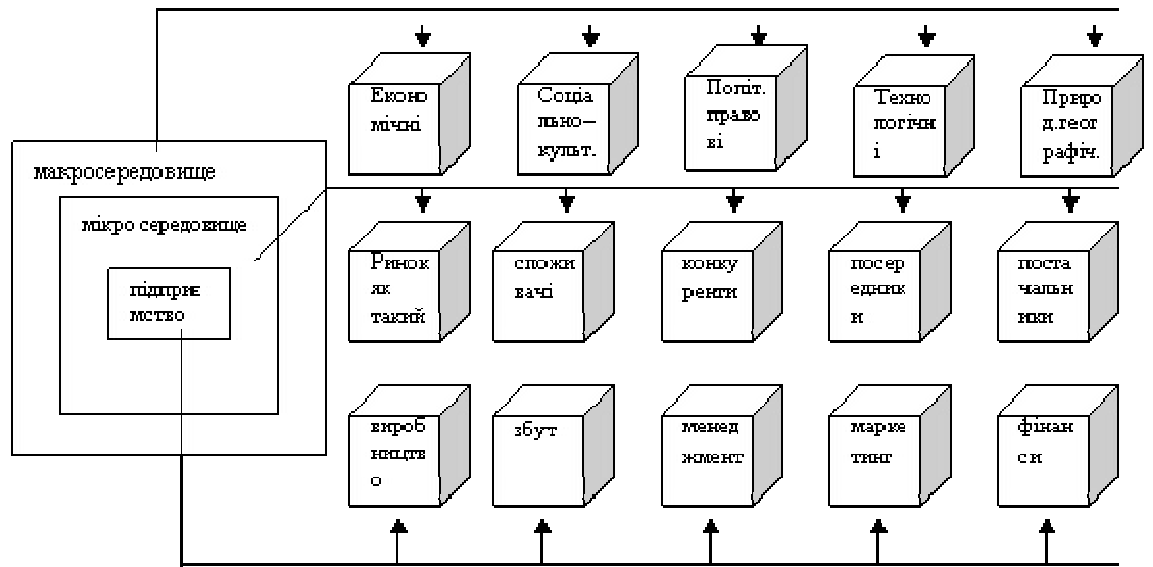 Еконо
мічні
Соціа
льно–
культ.
Політ.
право
ві
Техно
логічн
і
Приро
д.геог
рафіч.
макросередовище
мікро середовище
підприє
мство
Ринок
як
такий
спожи
вачі
конку
ренти
посер
едник
и
поста
чальн
ики
вироб
ництв
о
збут
менед
жмент
марке
тинг
фінан
си